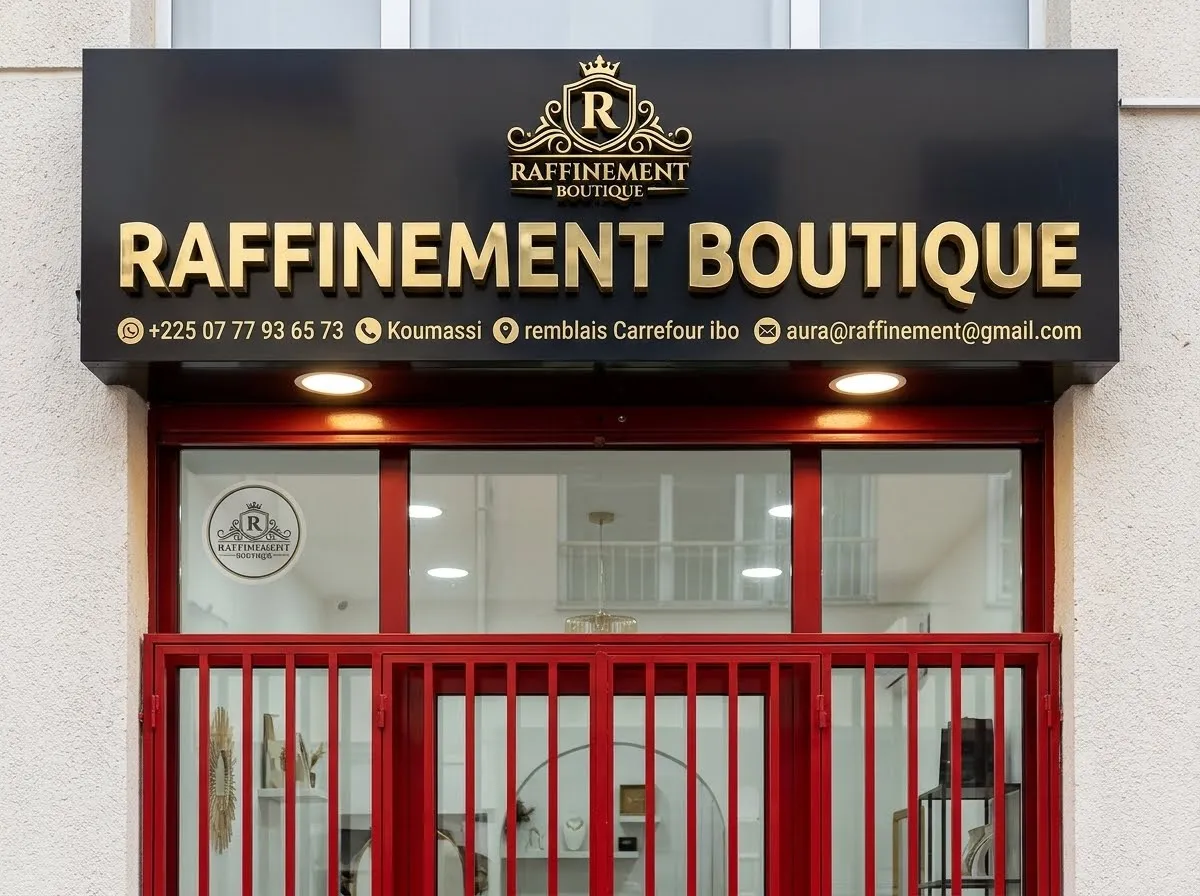 R
RAFFINEMENT
BOUTIQUE
RAFFINEMENT BOUTIQUE
+225 07 77 93 65 73 Koumassi remblais Carrefour ibo aura@raffinement@gmail.com
R